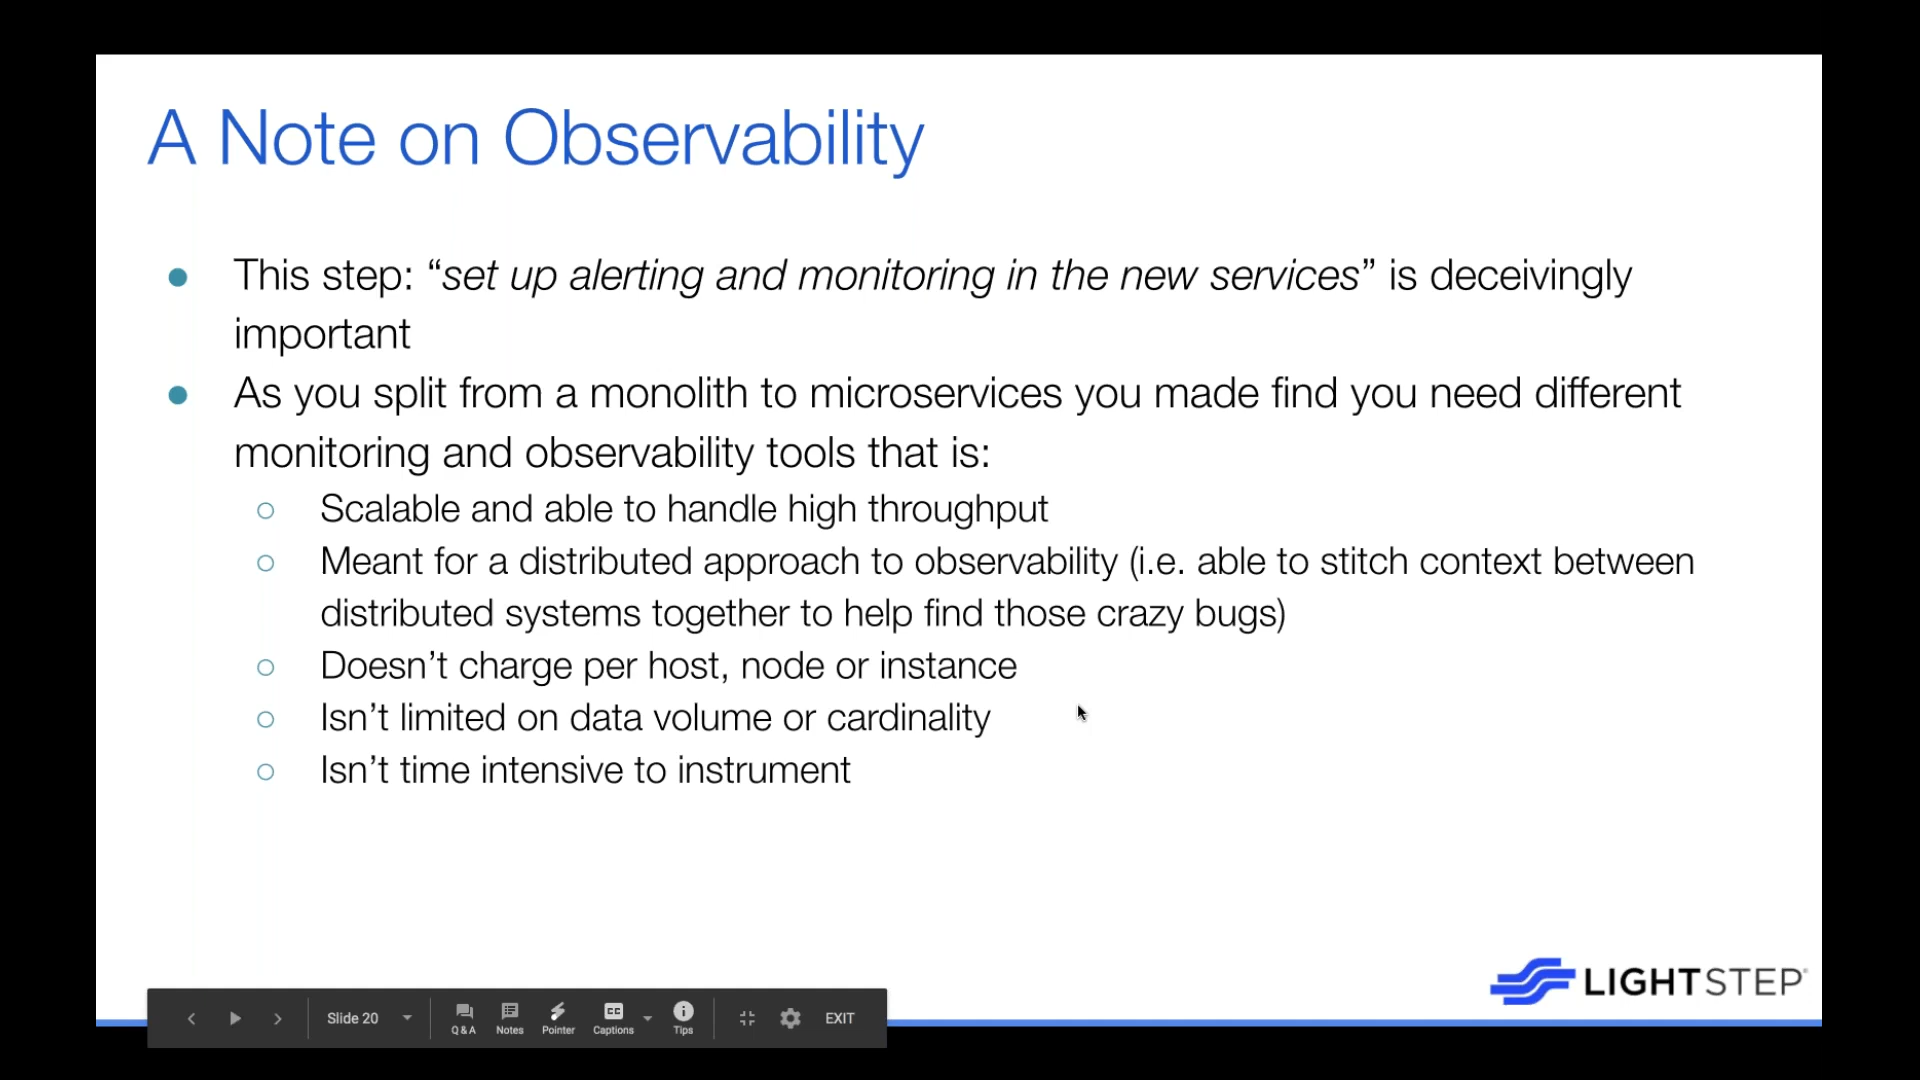 A Note on Observability
This step: “set up alerting and monitoring in the new services” is deceivingly
important
As you split from a monolith to microservices you made find you need different
monitoring and observability tools that is:
Scalable and able to handle high throughput
Meant for a distributed approach to observability (i.e. able to stitch context between
distributed systems together to help find those crazy bugs)
Doesn’t charge per host, node or instance
Isn’t limited on data volume or cardinality
Isn’t time intensive to instrument
LIGHTSTEP
Slide 20
Q & A
Notes
Pointer
CC
Captions
Tips
EXIT